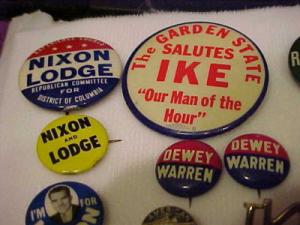 NIXON
LODGE
REPUBLICAN COMMITTEE
FOR
DISTRICT OF COLUMBIA
The GARDEN STATE
SALUTES
IKE
"Our Man of the
Hour"
NIXON
AND
LODGE
DEWEY
WARREN
DEWEY
WARREN
I'M FOR